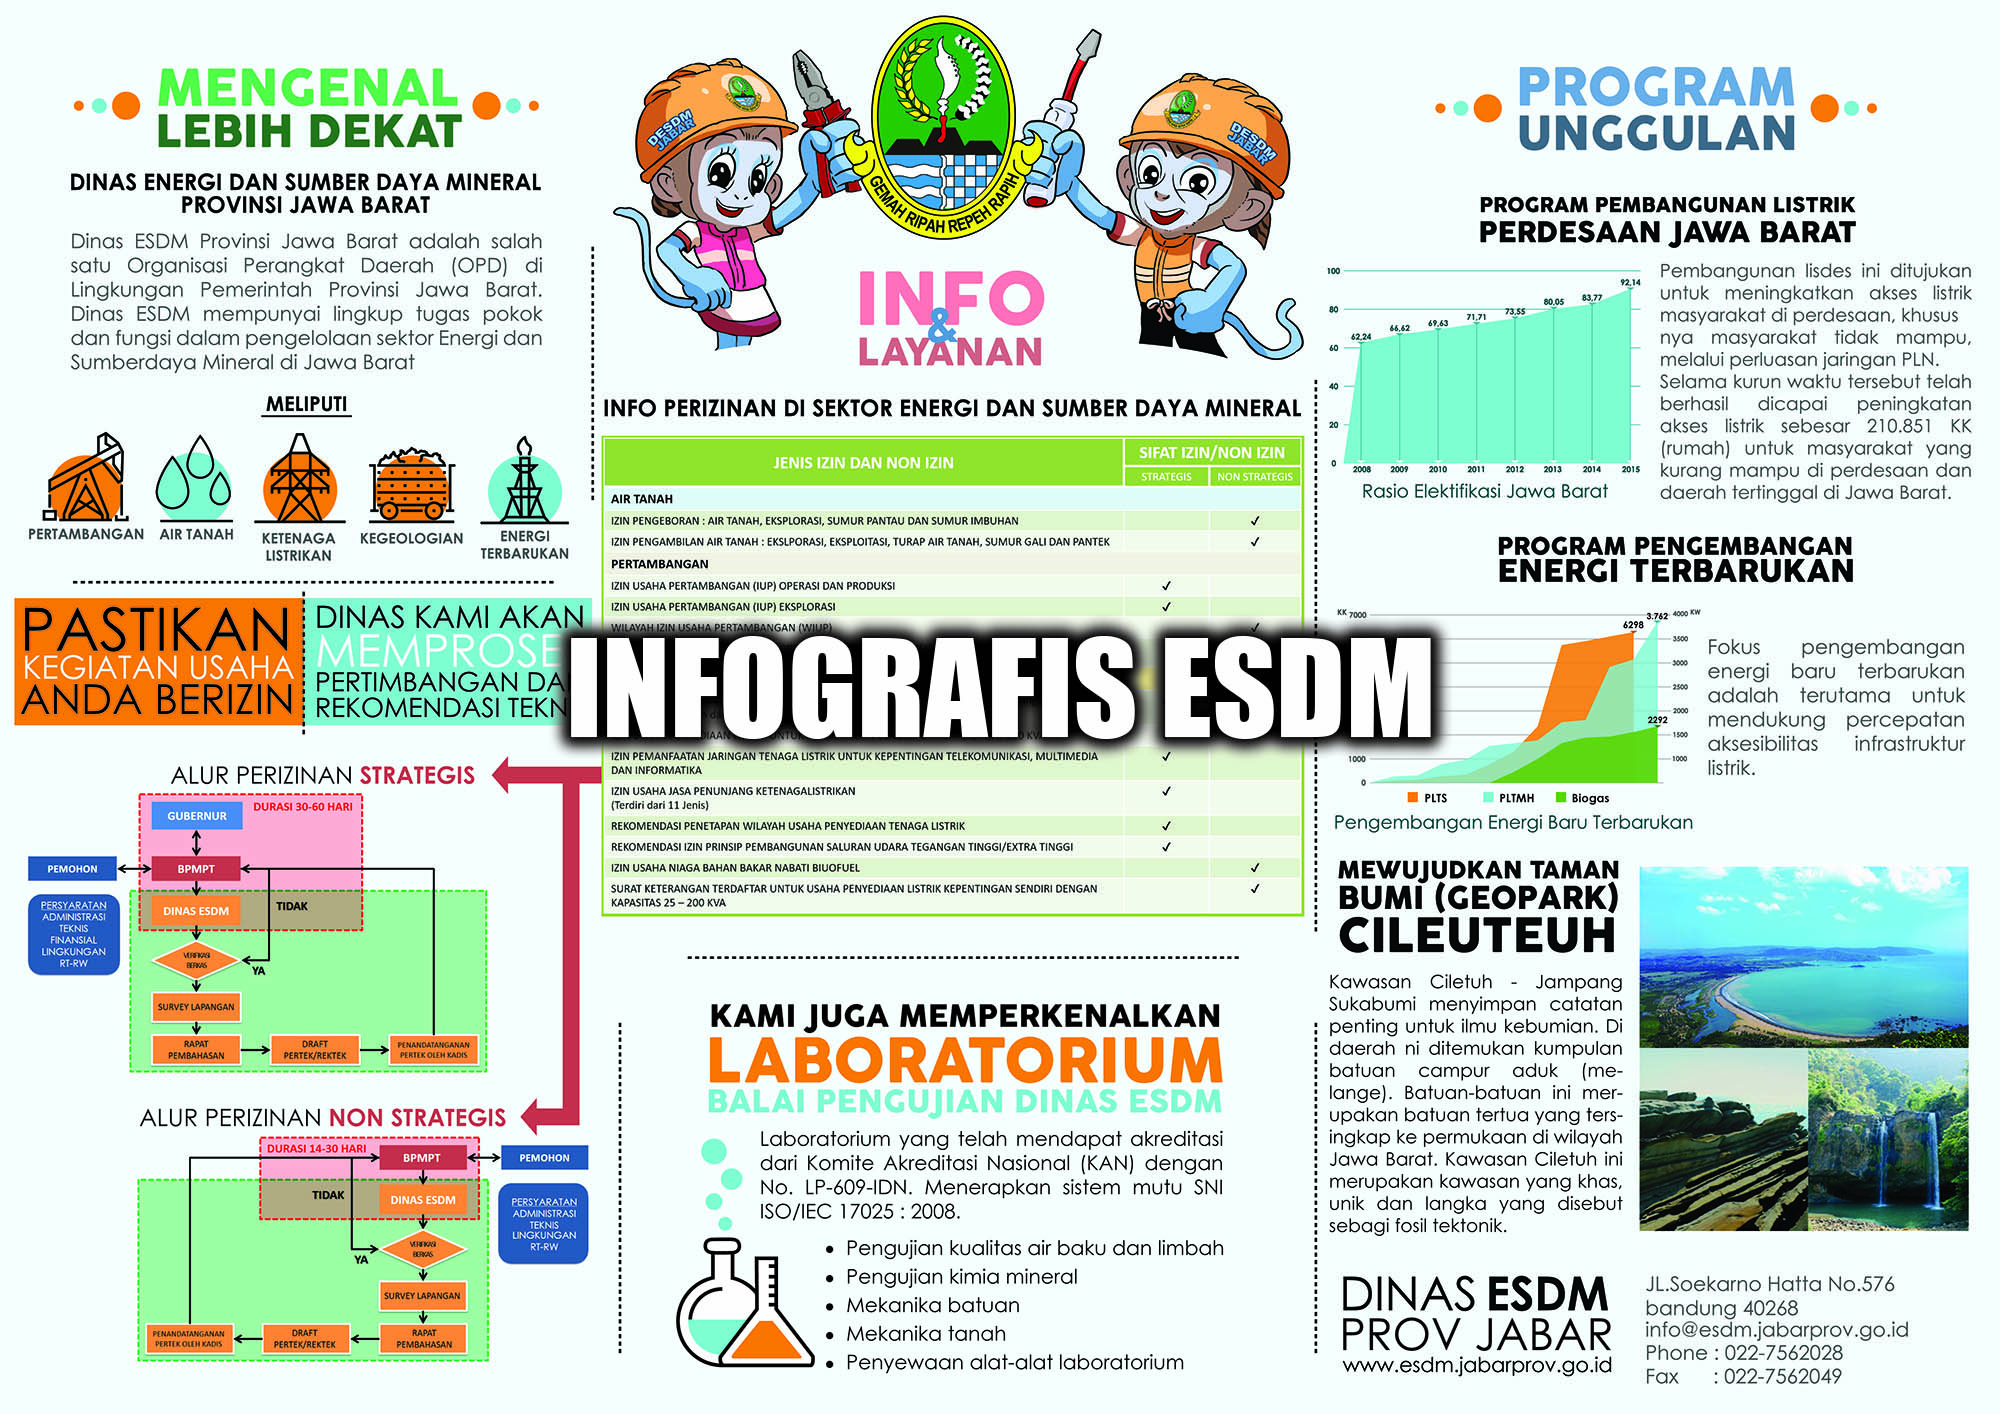 MENGENAL
LEBIH DEKAT
DINAS ENERGI DAN SUMBER DAYA MINERAL
PROVINSI JAWA BARAT
Dinas ESDM Provinsi Jawa Barat adalah salah
satu Organisasi Perangkat Daerah (OPD) di
Lingkungan Pemerintah Provinsi Jawa Barat.
Dinas ESDM mempunyai lingkup tugas pokok
dan fungsi dalam pengelolaan sektor Energi dan
Sumberdaya Mineral di Jawa Barat
MELIPUTI
PERTAMBANGAN
AIR TANAH
KETENAGA
LISTRIKAN
KEGEOLOGIAN
ENERGI
TERBARUKAN
PASTIKAN
KEGIATAN USAHA
ANDA BERIZIN
DINAS KAMI AKAN
MEMPROSE
PERTIMBANGAN DA
REKOMENDASI TEKN
ALUR PERIZINAN STRATEGIS
DURASI 30-60 HARI
GUBERNUR
PEMOHON
BPMPT
PERSYARATAN
ADMINISTRASI
TEKNIS
FINANSIAL
LINGKUNGAN
RT-RW
DINAS ESDM
TIDAK
VERIFIKASI
BERKAS
YA
SURVEY LAPANGAN
RAPAT
PEMBAHASAN
DRAFT
PERTEK/REKTEK
PENANDATANGANAN
PERTEK OLEH KADIS
ALUR PERIZINAN NON STRATEGIS
DURASI 14-30 HARI
BPMPT
PEMOHON
TIDAK
DINAS ESDM
PERSYARATAN
ADMINISTRASI
TEKNIS
LINGKUNGAN
RT-RW
VERIFIKASI
BERKAS
YA
SURVEY LAPANGAN
PENANDATANGANAN
PERTEK OLEH KADIS
DRAFT
PERTEK/REKTEK
RAPAT
PEMBAHASAN
DESDM
JABAR
GEMAH RIPAH REPEH RAPIH
DESDM
JABAR
INFO
&
LAYANAN
INFO PERIZINAN DI SEKTOR ENERGI DAN SUMBER DAYA MINERAL
JENIS IZIN DAN NON IZIN
SIFAT IZIN/NON IZIN
STRATEGIS
NON STRATEGIS
AIR TANAH
IZIN PENGEBORAN : AIR TANAH, EKSPLORASI, SUMUR PANTAU DAN SUMUR IMBUHAN ✓
IZIN PENGAMBILAN AIR TANAH : EKSLPORASI, EKSPLOITASI, TURAP AIR TANAH, SUMUR GALI DAN PANTEK ✓
PERTAMBANGAN
IZIN USAHA PERTAMBANGAN (IUP) OPERASI DAN PRODUKSI ✓
IZIN USAHA PERTAMBANGAN (IUP) EKSPLORASI ✓
WILAYAH IZIN USAHA PERTAMBANGAN (WIUP) ✓
INFOGRAFIS ESDM
IZIN PEMANFAATAN JARINGAN TENAGA LISTRIK UNTUK KEPENTINGAN TELEKOMUNIKASI, MULTIMEDIA ✓
DAN INFORMATIKA
IZIN USAHA JASA PENUNJANG KETENAGALISTRIKAN ✓
(Terdiri dari 11 Jenis)
REKOMENDASI PENETAPAN WILAYAH USAHA PENYEDIAAN TENAGA LISTRIK ✓
REKOMENDASI IZIN PRINSIP PEMBANGUNAN SALURAN UDARA TEGANGAN TINGGI/EXTRA TINGGI ✓
IZIN USAHA NIAGA BAHAN BAKAR NABATI BIUOFUEL ✓
SURAT KETERANGAN TERDAFTAR UNTUK USAHA PENYEDIAAN LISTRIK KEPENTINGAN SENDIRI DENGAN ✓
KAPASITAS 25 – 200 KVA
KAMI JUGA MEMPERKENALKAN
LABORATORIUM
BALAI PENGUJIAN DINAS ESDM
Laboratorium yang telah mendapat akreditasi
dari Komite Akreditasi Nasional (KAN) dengan
No. LP-609-IDN. Menerapkan sistem mutu SNI
ISO/IEC 17025 : 2008.
• Pengujian kualitas air baku dan limbah
• Pengujian kimia mineral
• Mekanika batuan
• Mekanika tanah
• Penyewaan alat-alat laboratorium
PROGRAM
UNGGULAN
PROGRAM PEMBANGUNAN LISTRIK
PERDESAAN JAWA BARAT
100
80
60
40
20
0
62,24 66,62 69,63 71,71 73,55 80,05 83,77 92,14
2008 2009 2010 2011 2012 2013 2014 2015
Rasio Elektifikasi Jawa Barat
Pembangunan lisdes ini ditujukan
untuk meningkatkan akses listrik
masyarakat di perdesaan, khusus
nya masyarakat tidak mampu,
melalui perluasan jaringan PLN.
Selama kurun waktu tersebut telah
berhasil dicapai peningkatan
akses listrik sebesar 210.851 KK
(rumah) untuk masyarakat yang
kurang mampu di perdesaan dan
daerah tertinggal di Jawa Barat.
PROGRAM PENGEMBANGAN
ENERGI TERBARUKAN
KK 7000
1000
0
6298
3.762
2292
4000 KW
3500
3000
2500
2000
1500
1000
PLTS
PLTMH
Biogas
Pengembangan Energi Baru Terbarukan
Fokus pengembangan
energi baru terbarukan
adalah terutama untuk
mendukung percepatan
aksesibilitas infrastruktur
listrik.
MEWUJUDKAN TAMAN
BUMI (GEOPARK)
CILEUTEUH
Kawasan Ciletuh - Jampang
Sukabumi menyimpan catatan
penting untuk ilmu kebumian. Di
daerah ni ditemukan kumpulan
batuan campur aduk (me-
lange). Batuan-batuan ini mer-
upakan batuan tertua yang ters-
ingkap ke permukaan di wilayah
Jawa Barat. Kawasan Ciletuh ini
merupakan kawasan yang khas,
unik dan langka yang disebut
sebagi fosil tektonik.
DINAS ESDM
PROV JABAR
www.esdm.jabarprov.go.id
JL.Soekarno Hatta No.576
bandung 40268
info@esdm.jabarprov.go.id
Phone : 022-7562028
Fax : 022-7562049